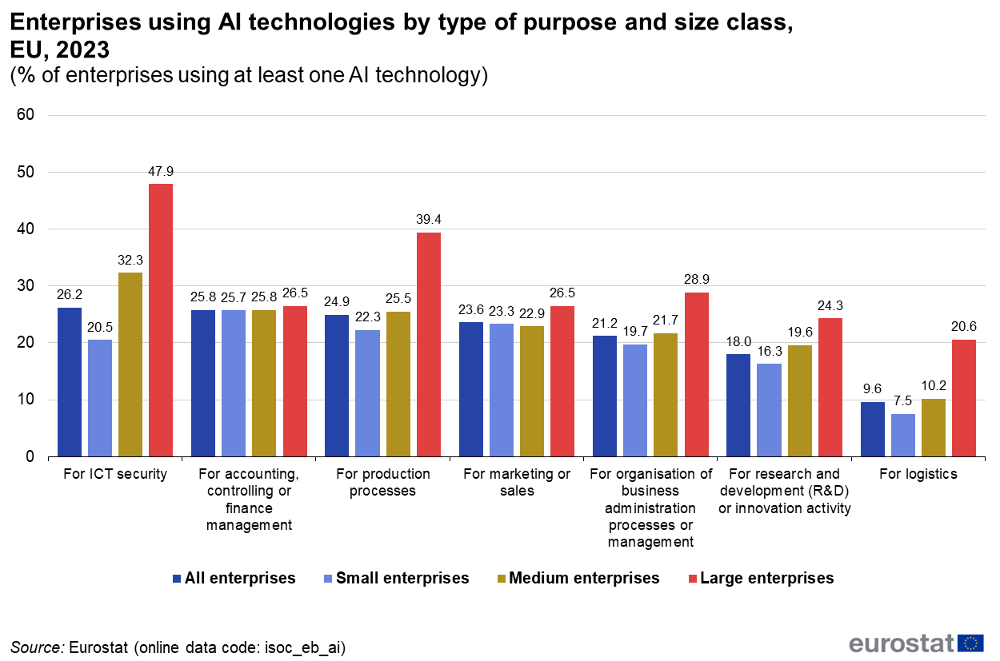 Enterprises using AI technologies by type of purpose and size class,
EU, 2023
(% of enterprises using at least one AI technology)
60
50
40
30
20
10
0
26.2 20.5 32.3 47.9
25.8 25.7 25.8 26.5
24.9 22.3 25.5 39.4
23.6 23.3 22.9 26.5
21.2 19.7 21.7 28.9
18.0 16.3 19.6 24.3
9.6 7.5 10.2 20.6
For ICT security
For accounting,
controlling or
finance
management
For production
processes
For marketing or
sales
For organisation of
business
administration
processes or
management
For research and
development (R&D)
or innovation activity
For logistics
All enterprises Small enterprises Medium enterprises Large enterprises
Source: Eurostat (online data code: isoc_eb_ai)
eurostat